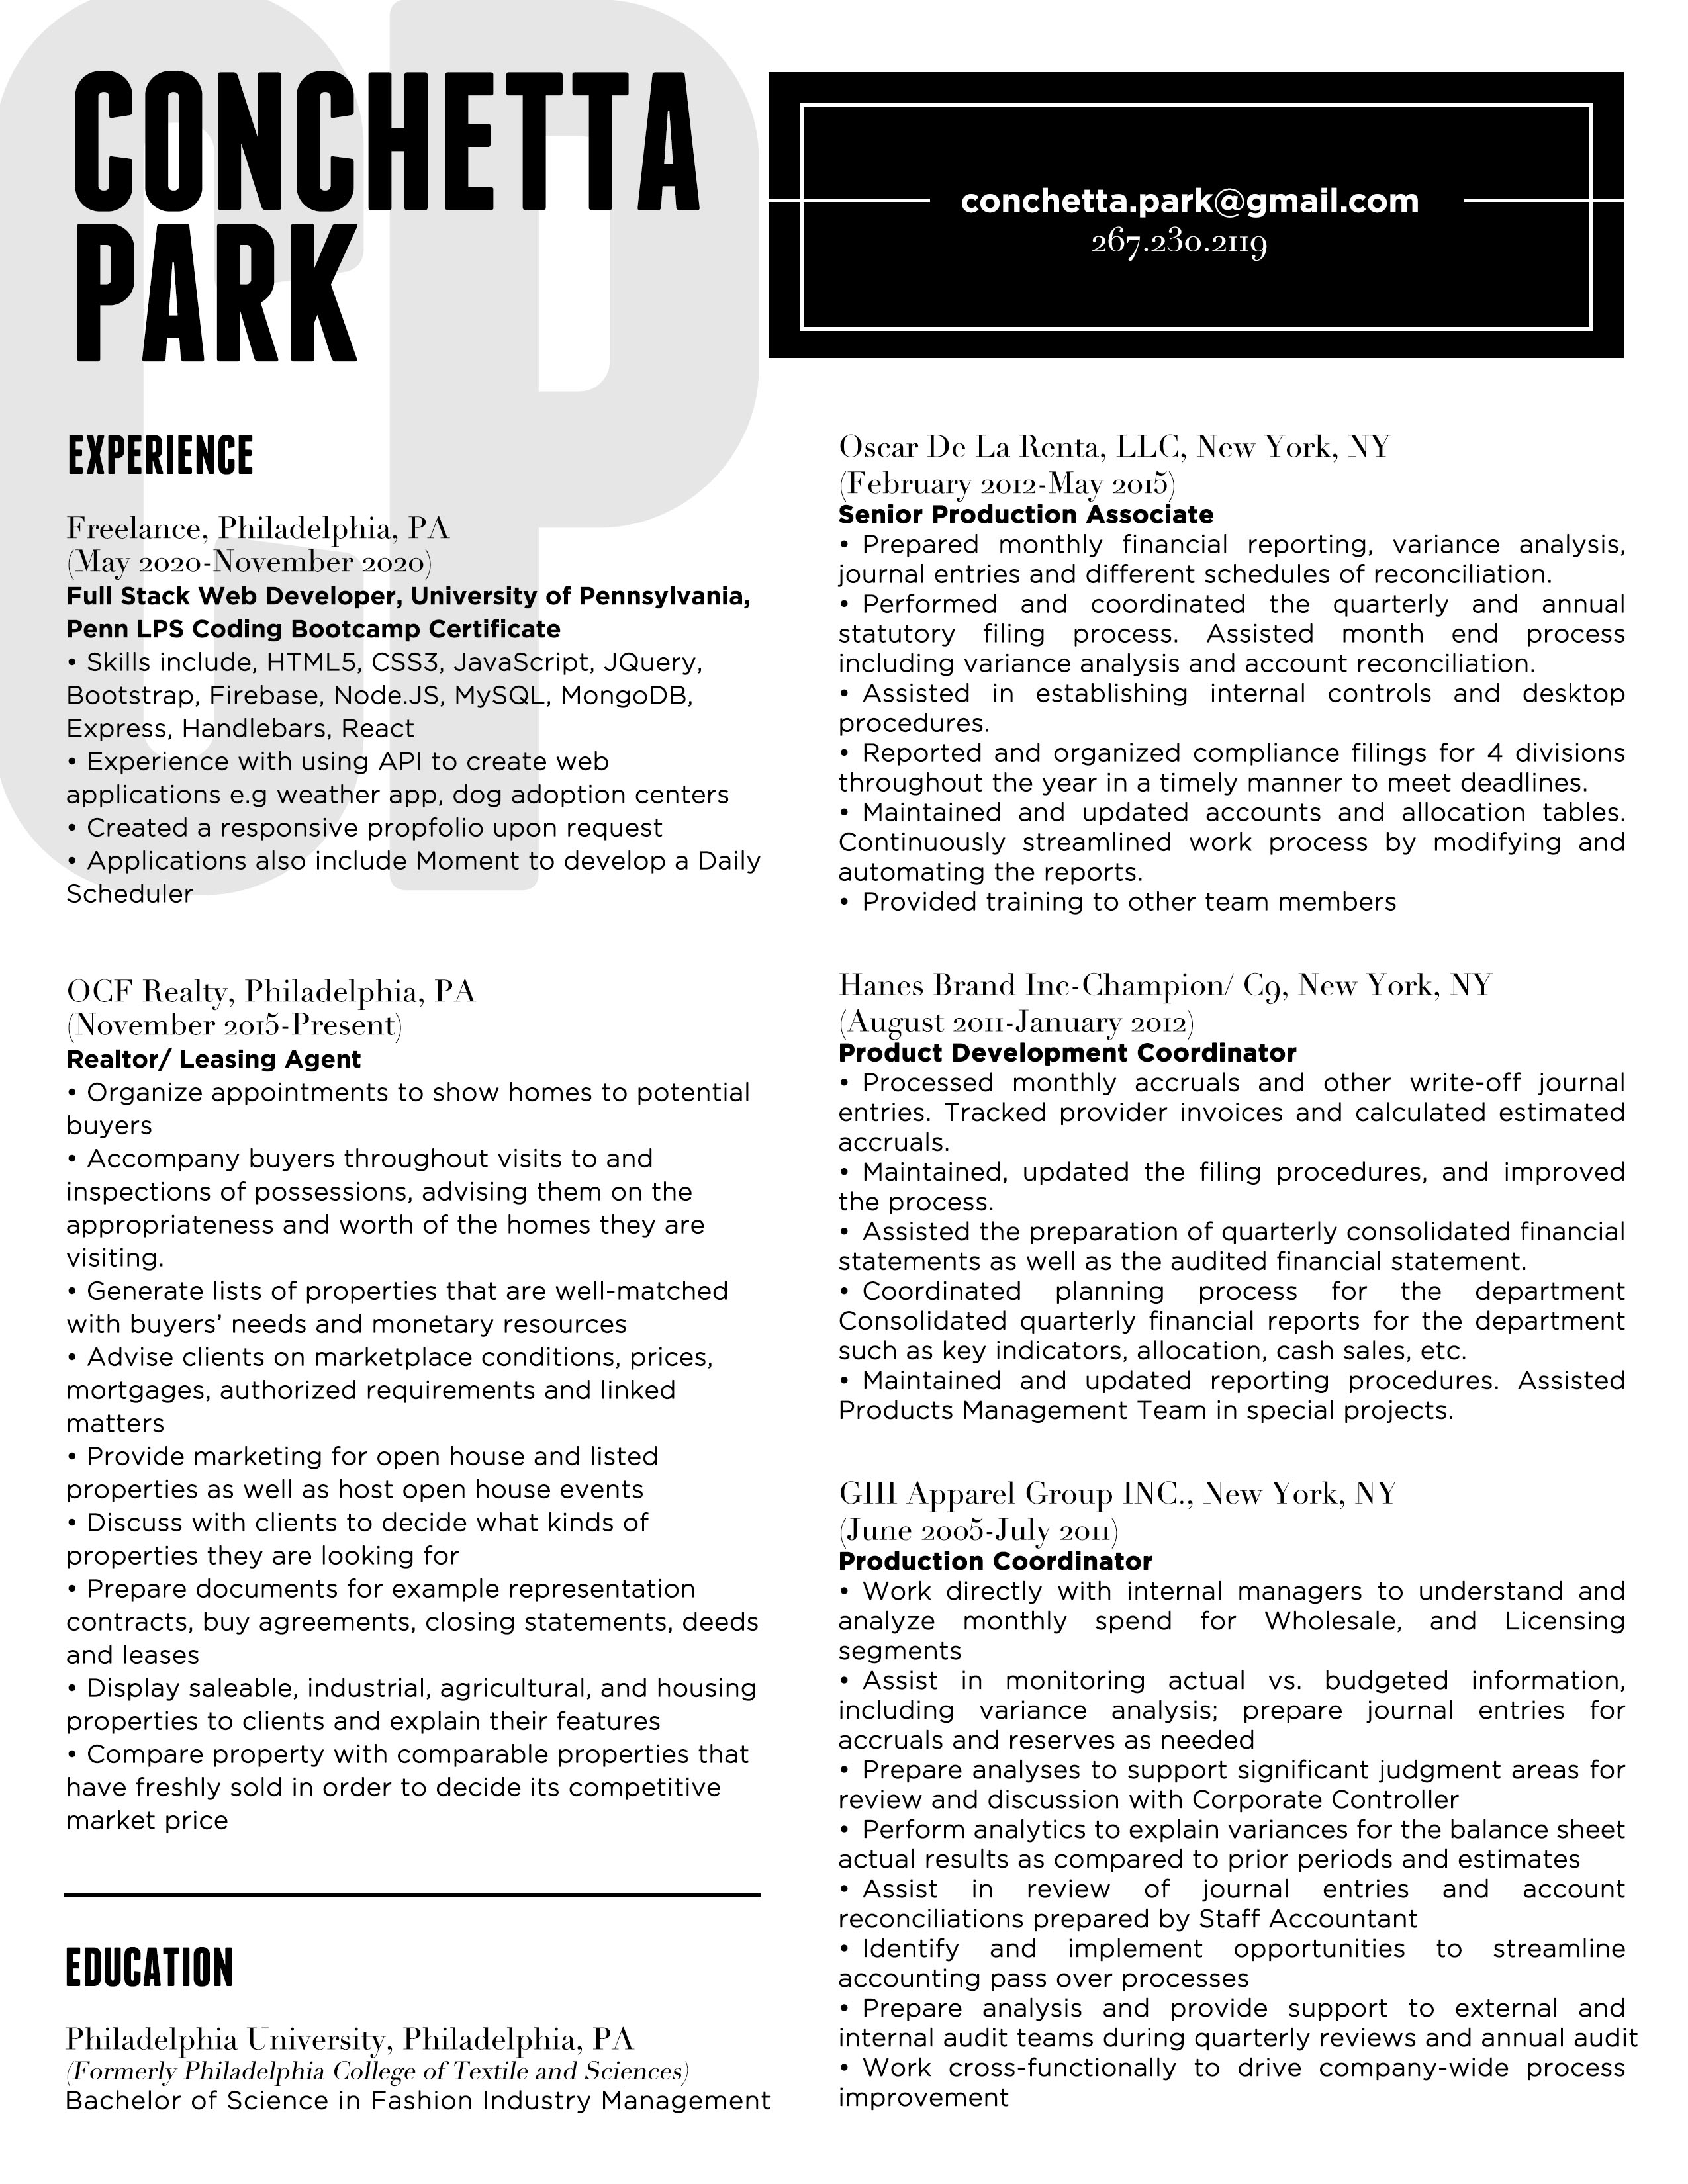 CONCHETTA
PARK
conchetta.park@gmail.com
267.230.2119
EXPERIENCE
Freelance, Philadelphia, PA
(May 2020-November 2020)
Full Stack Web Developer, University of Pennsylvania,
Penn LPS Coding Bootcamp Certificate
• Skills include, HTML5, CSS3, JavaScript, JQuery,
Bootstrap, Firebase, Node.JS, MySQL, MongoDB,
Express, Handlebars, React
• Experience with using API to create web
applications e.g weather app, dog adoption centers
• Created a responsive propfolio upon request
• Applications also include Moment to develop a Daily
Scheduler
OCF Realty, Philadelphia, PA
(November 2015-Present)
Realtor/ Leasing Agent
• Organize appointments to show homes to potential
buyers
• Accompany buyers throughout visits to and
inspections of possessions, advising them on the
appropriateness and worth of the homes they are
visiting.
• Generate lists of properties that are well-matched
with buyers’ needs and monetary resources
• Advise clients on marketplace conditions, prices,
mortgages, authorized requirements and linked
matters
• Provide marketing for open house and listed
properties as well as host open house events
• Discuss with clients to decide what kinds of
properties they are looking for
• Prepare documents for example representation
contracts, buy agreements, closing statements, deeds
and leases
• Display saleable, industrial, agricultural, and housing
properties to clients and explain their features
• Compare property with comparable properties that
have freshly sold in order to decide its competitive
market price
EDUCATION
Philadelphia University, Philadelphia, PA
(Formerly Philadelphia College of Textile and Sciences)
Bachelor of Science in Fashion Industry Management
Oscar De La Renta, LLC, New York, NY
(February 2012-May 2015)
Senior Production Associate
• Prepared monthly financial reporting, variance analysis,
journal entries and different schedules of reconciliation.
• Performed and coordinated the quarterly and annual
statutory filing process. Assisted month end process
including variance analysis and account reconciliation.
• Assisted in establishing internal controls and desktop
procedures.
• Reported and organized compliance filings for 4 divisions
throughout the year in a timely manner to meet deadlines.
• Maintained and updated accounts and allocation tables.
Continuously streamlined work process by modifying and
automating the reports.
• Provided training to other team members
Hanes Brand Inc-Champion/ C9, New York, NY
(August 2011-January 2012)
Product Development Coordinator
• Processed monthly accruals and other write-off journal
entries. Tracked provider invoices and calculated estimated
accruals.
• Maintained, updated the filing procedures, and improved
the process.
• Assisted the preparation of quarterly consolidated financial
statements as well as the audited financial statement.
• Coordinated planning process for the department
Consolidated quarterly financial reports for the department
such as key indicators, allocation, cash sales, etc.
• Maintained and updated reporting procedures. Assisted
Products Management Team in special projects.
GIII Apparel Group INC., New York, NY
(June 2005-July 2011)
Production Coordinator
• Work directly with internal managers to understand and
analyze monthly spend for Wholesale, and Licensing
segments
• Assist in monitoring actual vs. budgeted information,
including variance analysis; prepare journal entries for
accruals and reserves as needed
• Prepare analyses to support significant judgment areas for
review and discussion with Corporate Controller
• Perform analytics to explain variances for the balance sheet
actual results as compared to prior periods and estimates
• Assist in review of journal entries and account
reconciliations prepared by Staff Accountant
• Identify and implement opportunities to streamline
accounting pass over processes
• Prepare analysis and provide support to external and
internal audit teams during quarterly reviews and annual audit
• Work cross-functionally to drive company-wide process
improvement
CP